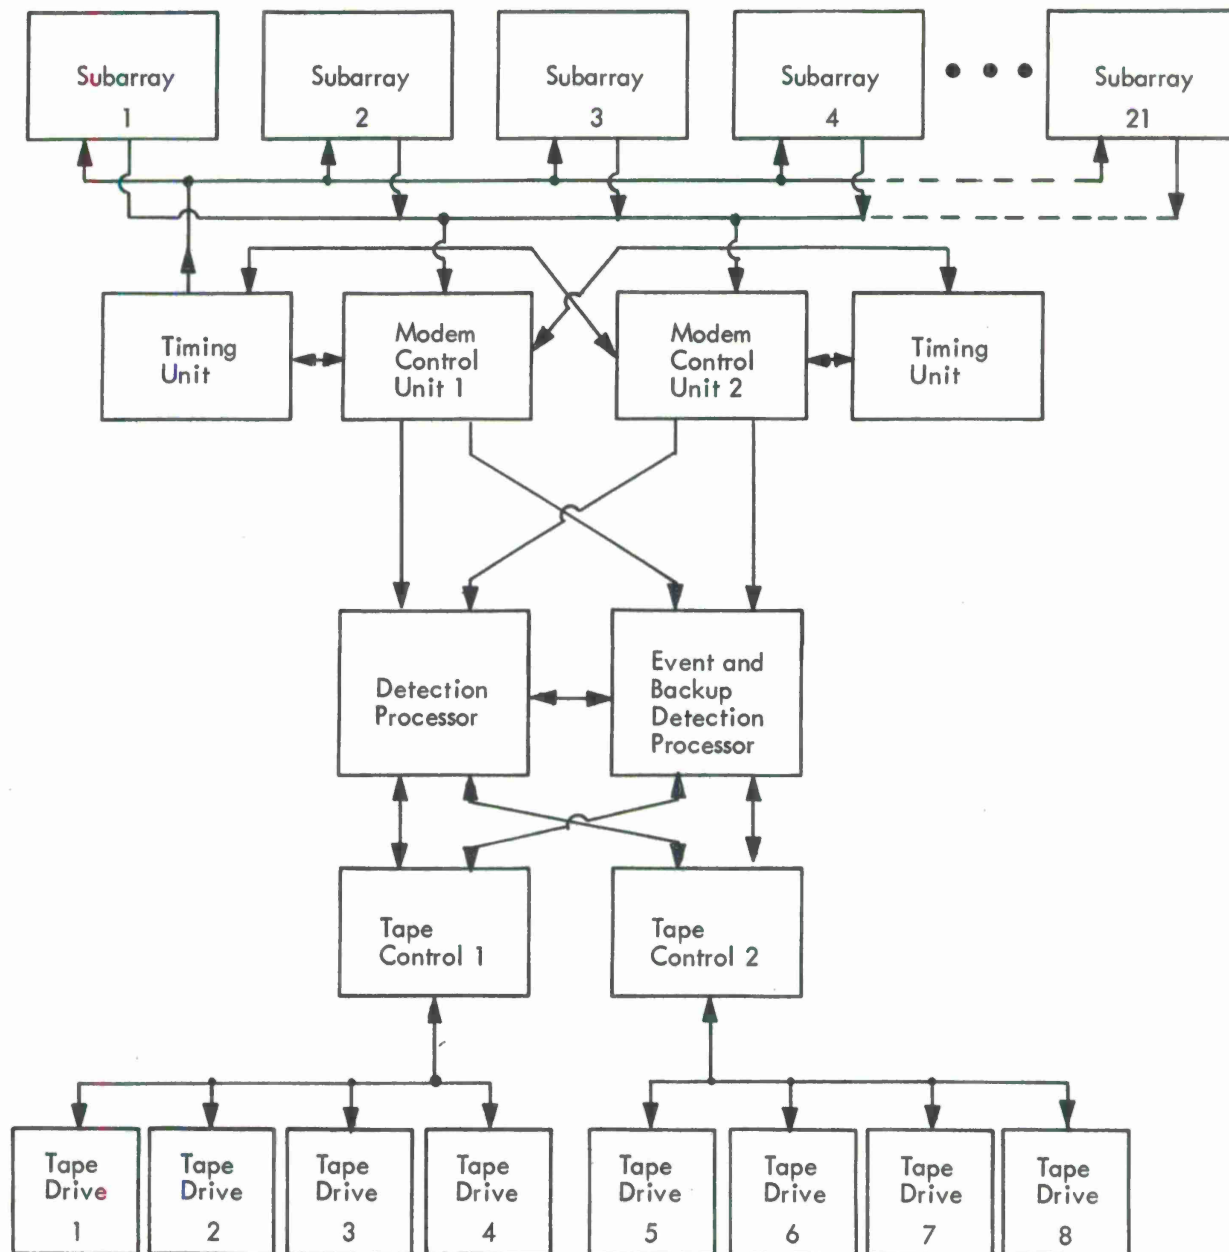 Subarray
1
Subarray
2
Subarray
3
Subarray
4
Subarray
21
Timing
Unit
Modem
Control
Unit 1
Modem
Control
Unit 2
Timing
Unit
Detection
Processor
Event and
Backup
Detection
Processor
Tape
Control 1
Tape
Control 2
Tape
Drive
1
Tape
Drive
2
Tape
Drive
3
Tape
Drive
4
Tape
Drive
5
Tape
Drive
6
Tape
Drive
7
Tape
Drive
8